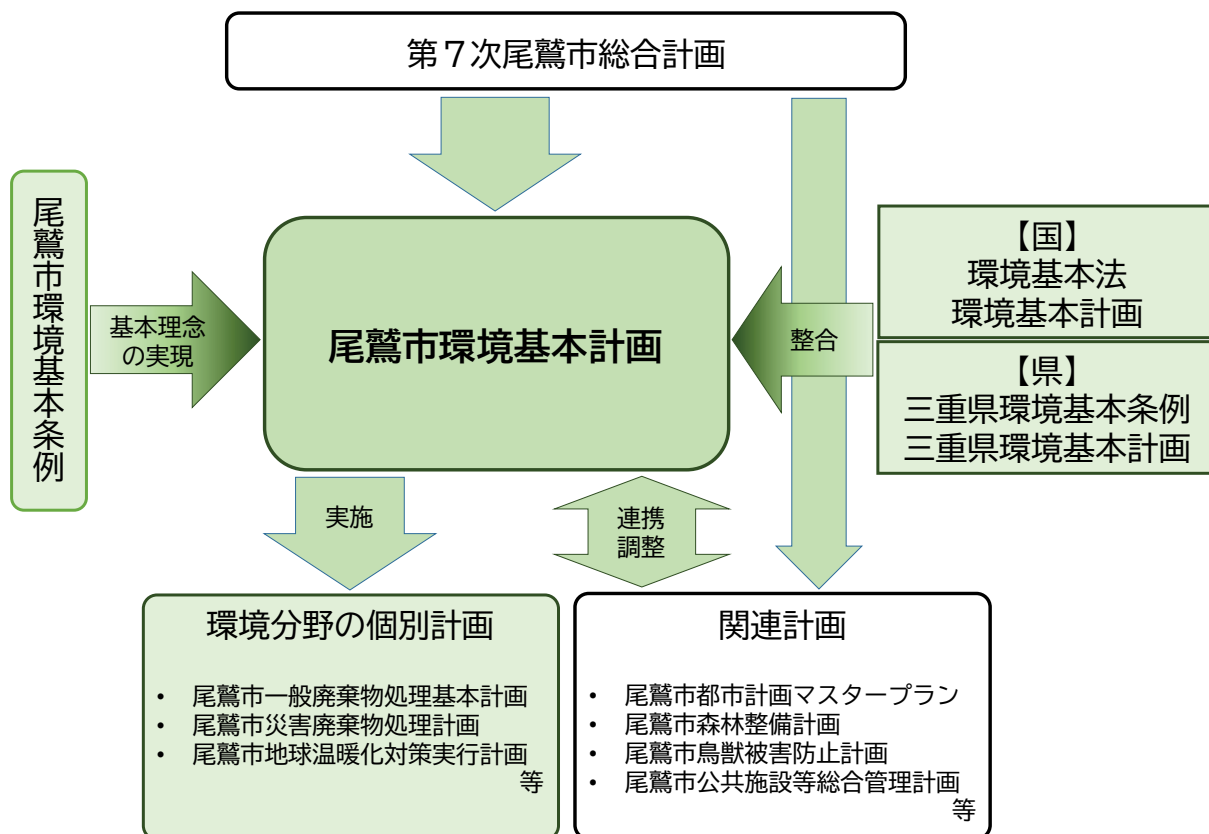 第７次尾鷲市総合計画
尾鷲市環境基本条例
基本理念
の実現
尾鷲市環境基本計画
整合
【国】
環境基本法
環境基本計画
【県】
三重県環境基本条例
三重県環境基本計画
実施
連携
調整
環境分野の個別計画
• 尾鷲市一般廃棄物処理基本計画
• 尾鷲市災害廃棄物処理計画
• 尾鷲市地球温暖化対策実行計画
等
関連計画
• 尾鷲市都市計画マスタープラン
• 尾鷲市森林整備計画
• 尾鷲市鳥獣被害防止計画
• 尾鷲市公共施設等総合管理計画
等